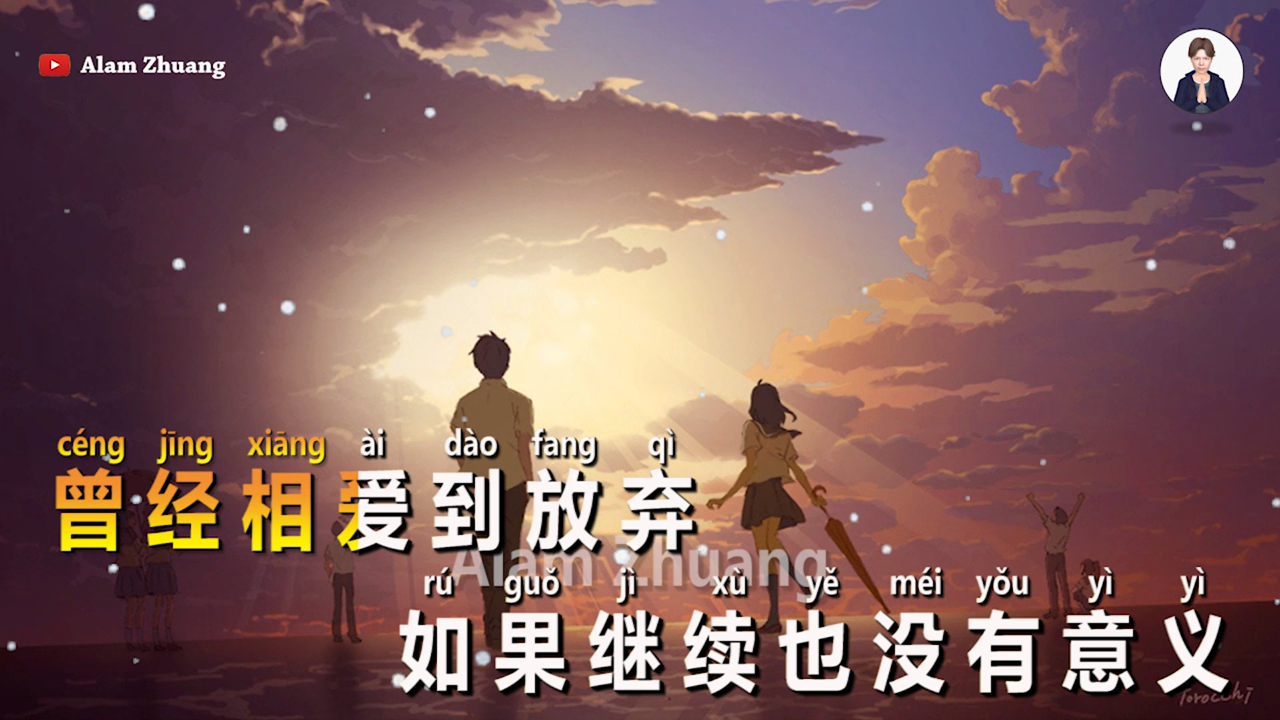 Alam Zhuang
céng jīng xiāng ài dào fang qì
曾经相爱到放弃
Alam Zhuang
rú guǒ jì xù yě méi yǒu yì yì
如果继续也没有意义